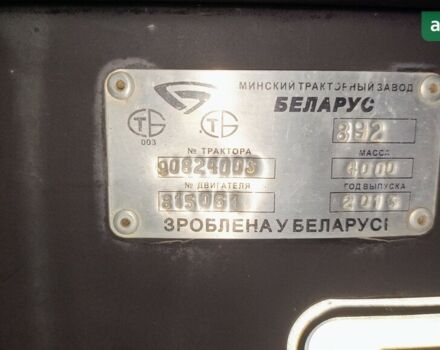 МИНСКИЙ ТРАКТОРНЫЙ ЗАВОД
БЕЛАРУС
003
892
№ ТРАКТОРА
МАССА
90824003
4000
№ ДВИГАТЕЛЯ
ГОД ВЫПУСКА
815061
2013
ЗРОБЛЕНА У БЕЛАРУСІ